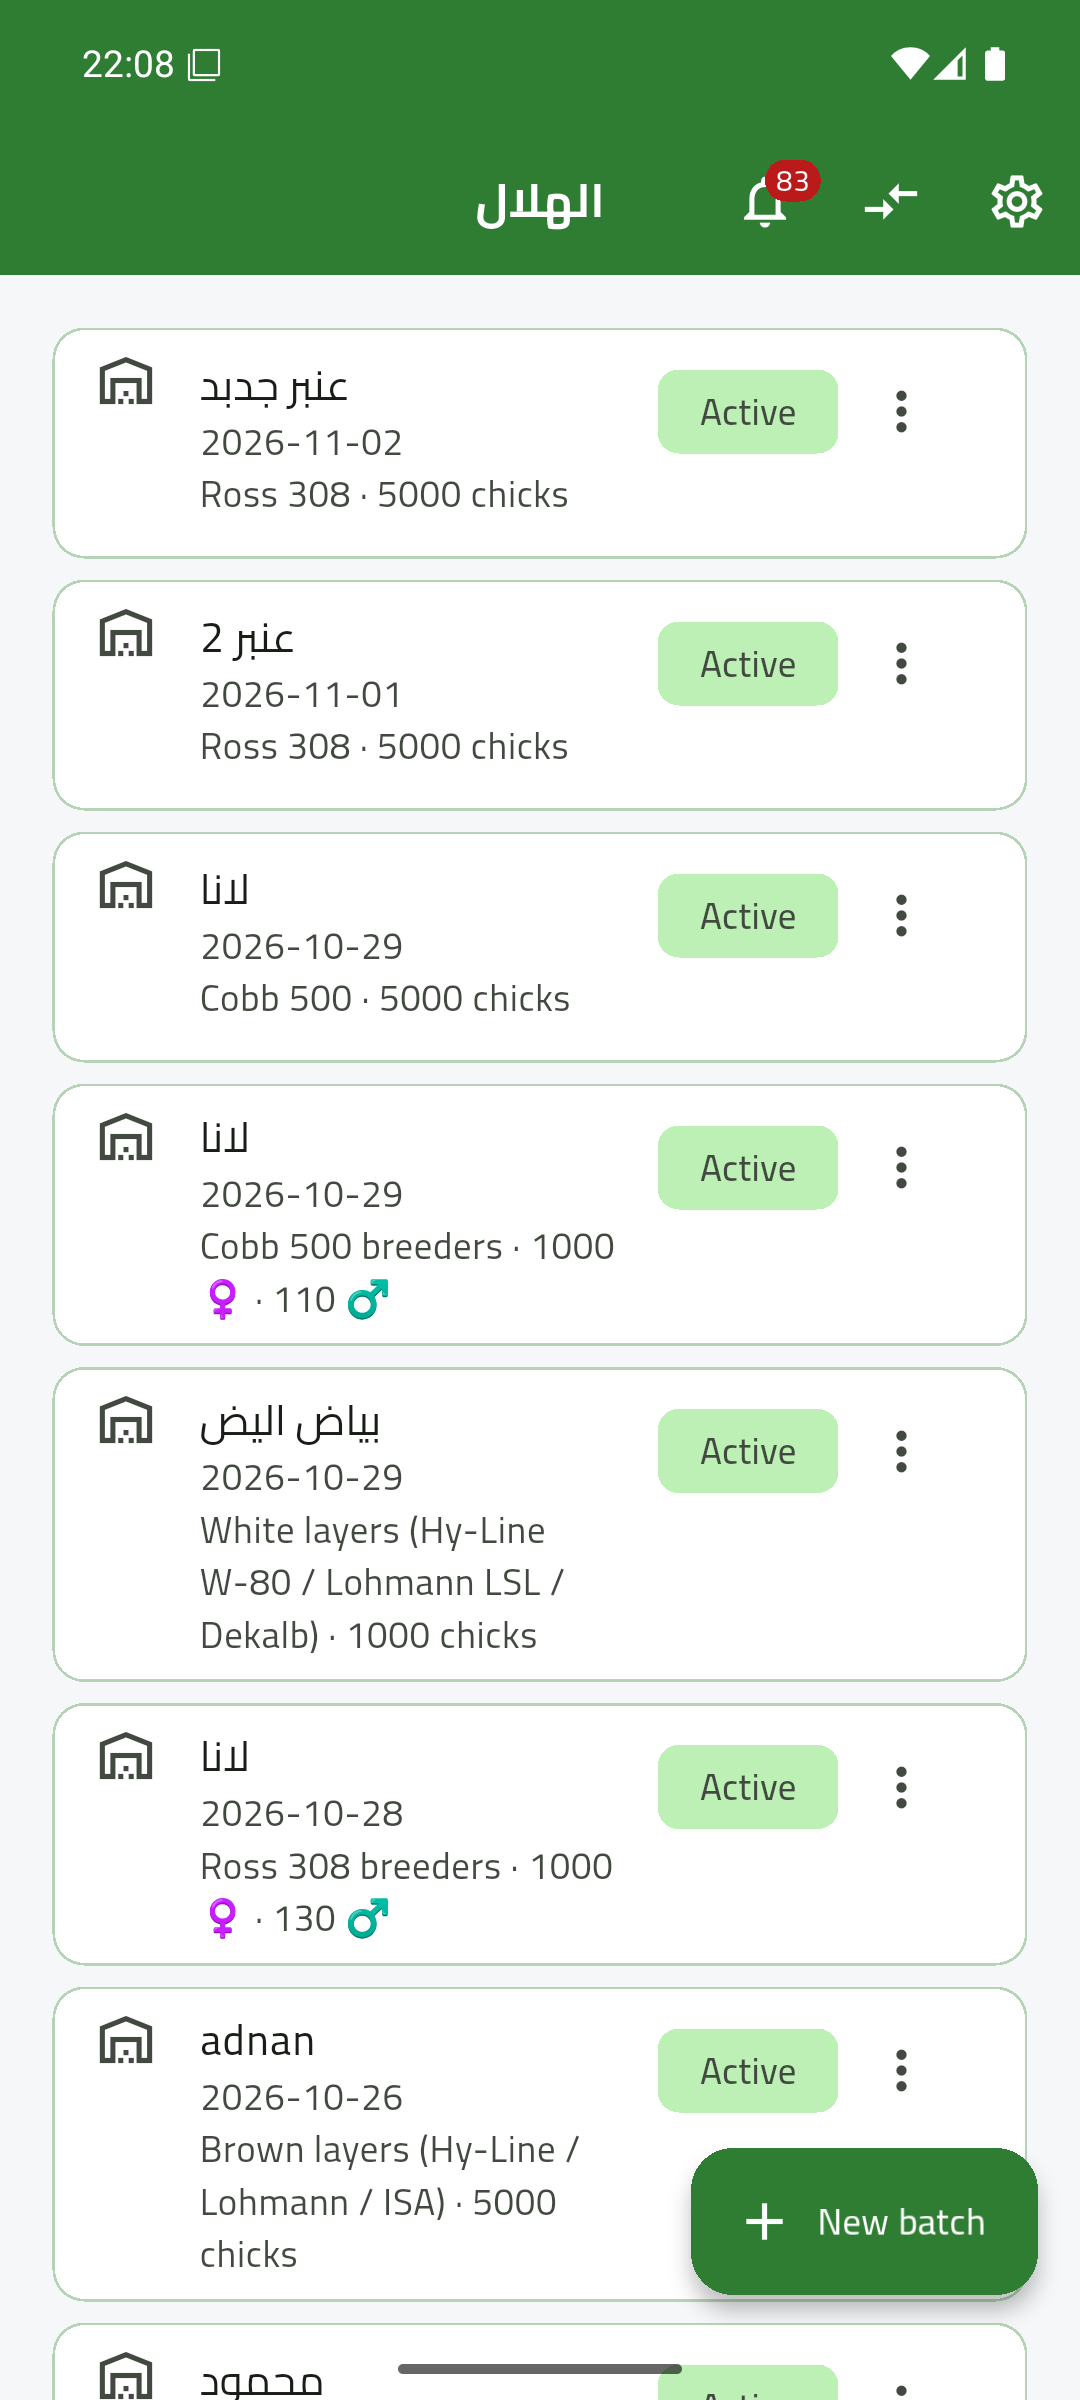 22:08
الهلال
83
عنبر جدبد
2026-11-02
Ross 308 · 5000 chicks
Active
عنبر 2
2026-11-01
Ross 308 · 5000 chicks
Active
لانا
2026-10-29
Cobb 500 · 5000 chicks
Active
لانا
2026-10-29
Cobb 500 breeders · 1000
♀ · 110 ♂
Active
بياض اليض
2026-10-29
White layers (Hy-Line
W-80 / Lohmann LSL /
Dekalb) · 1000 chicks
Active
لانا
2026-10-28
Ross 308 breeders · 1000
♀ · 130 ♂
Active
adnan
2026-10-26
Brown layers (Hy-Line /
Lohmann / ISA) · 5000
chicks
Active
New batch
محمود